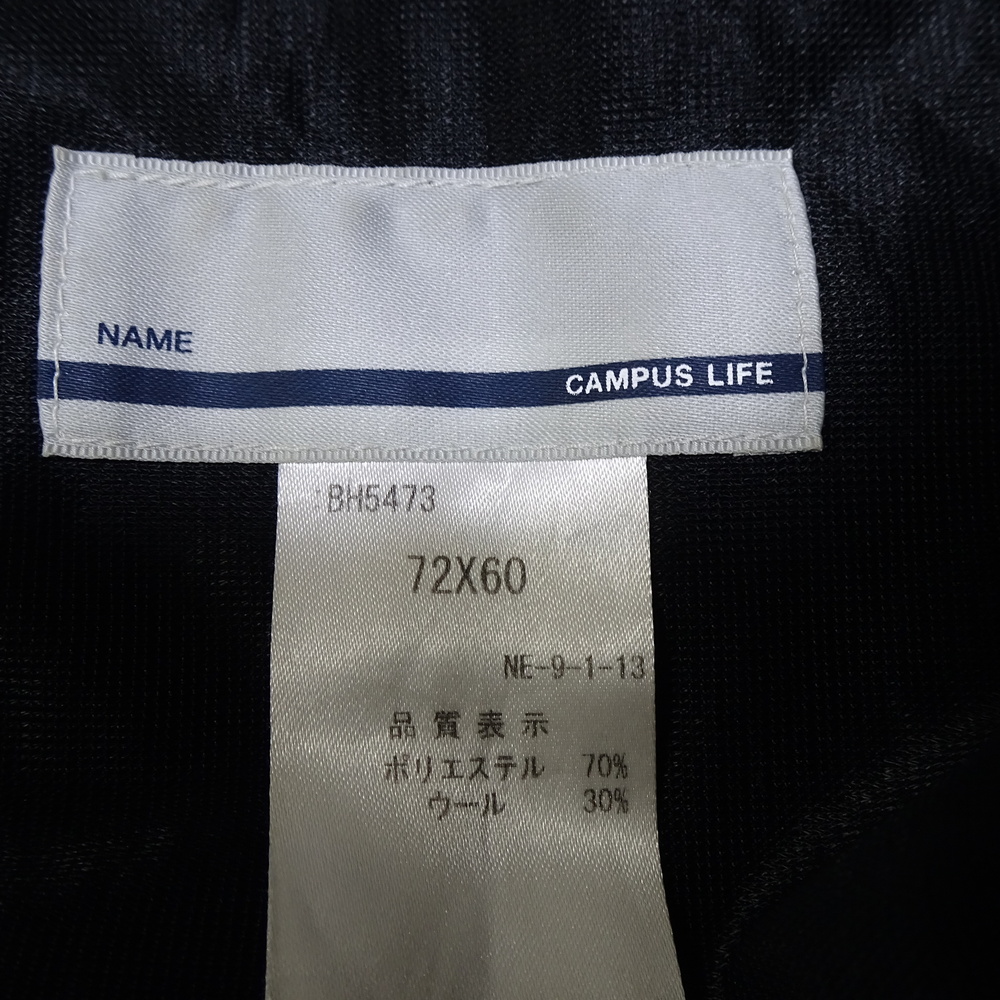 NAME
CAMPUS LIFE
:BH5473
72X60
NE-9-1-13
品質表示
ポリエステル 70%
ウール 30%